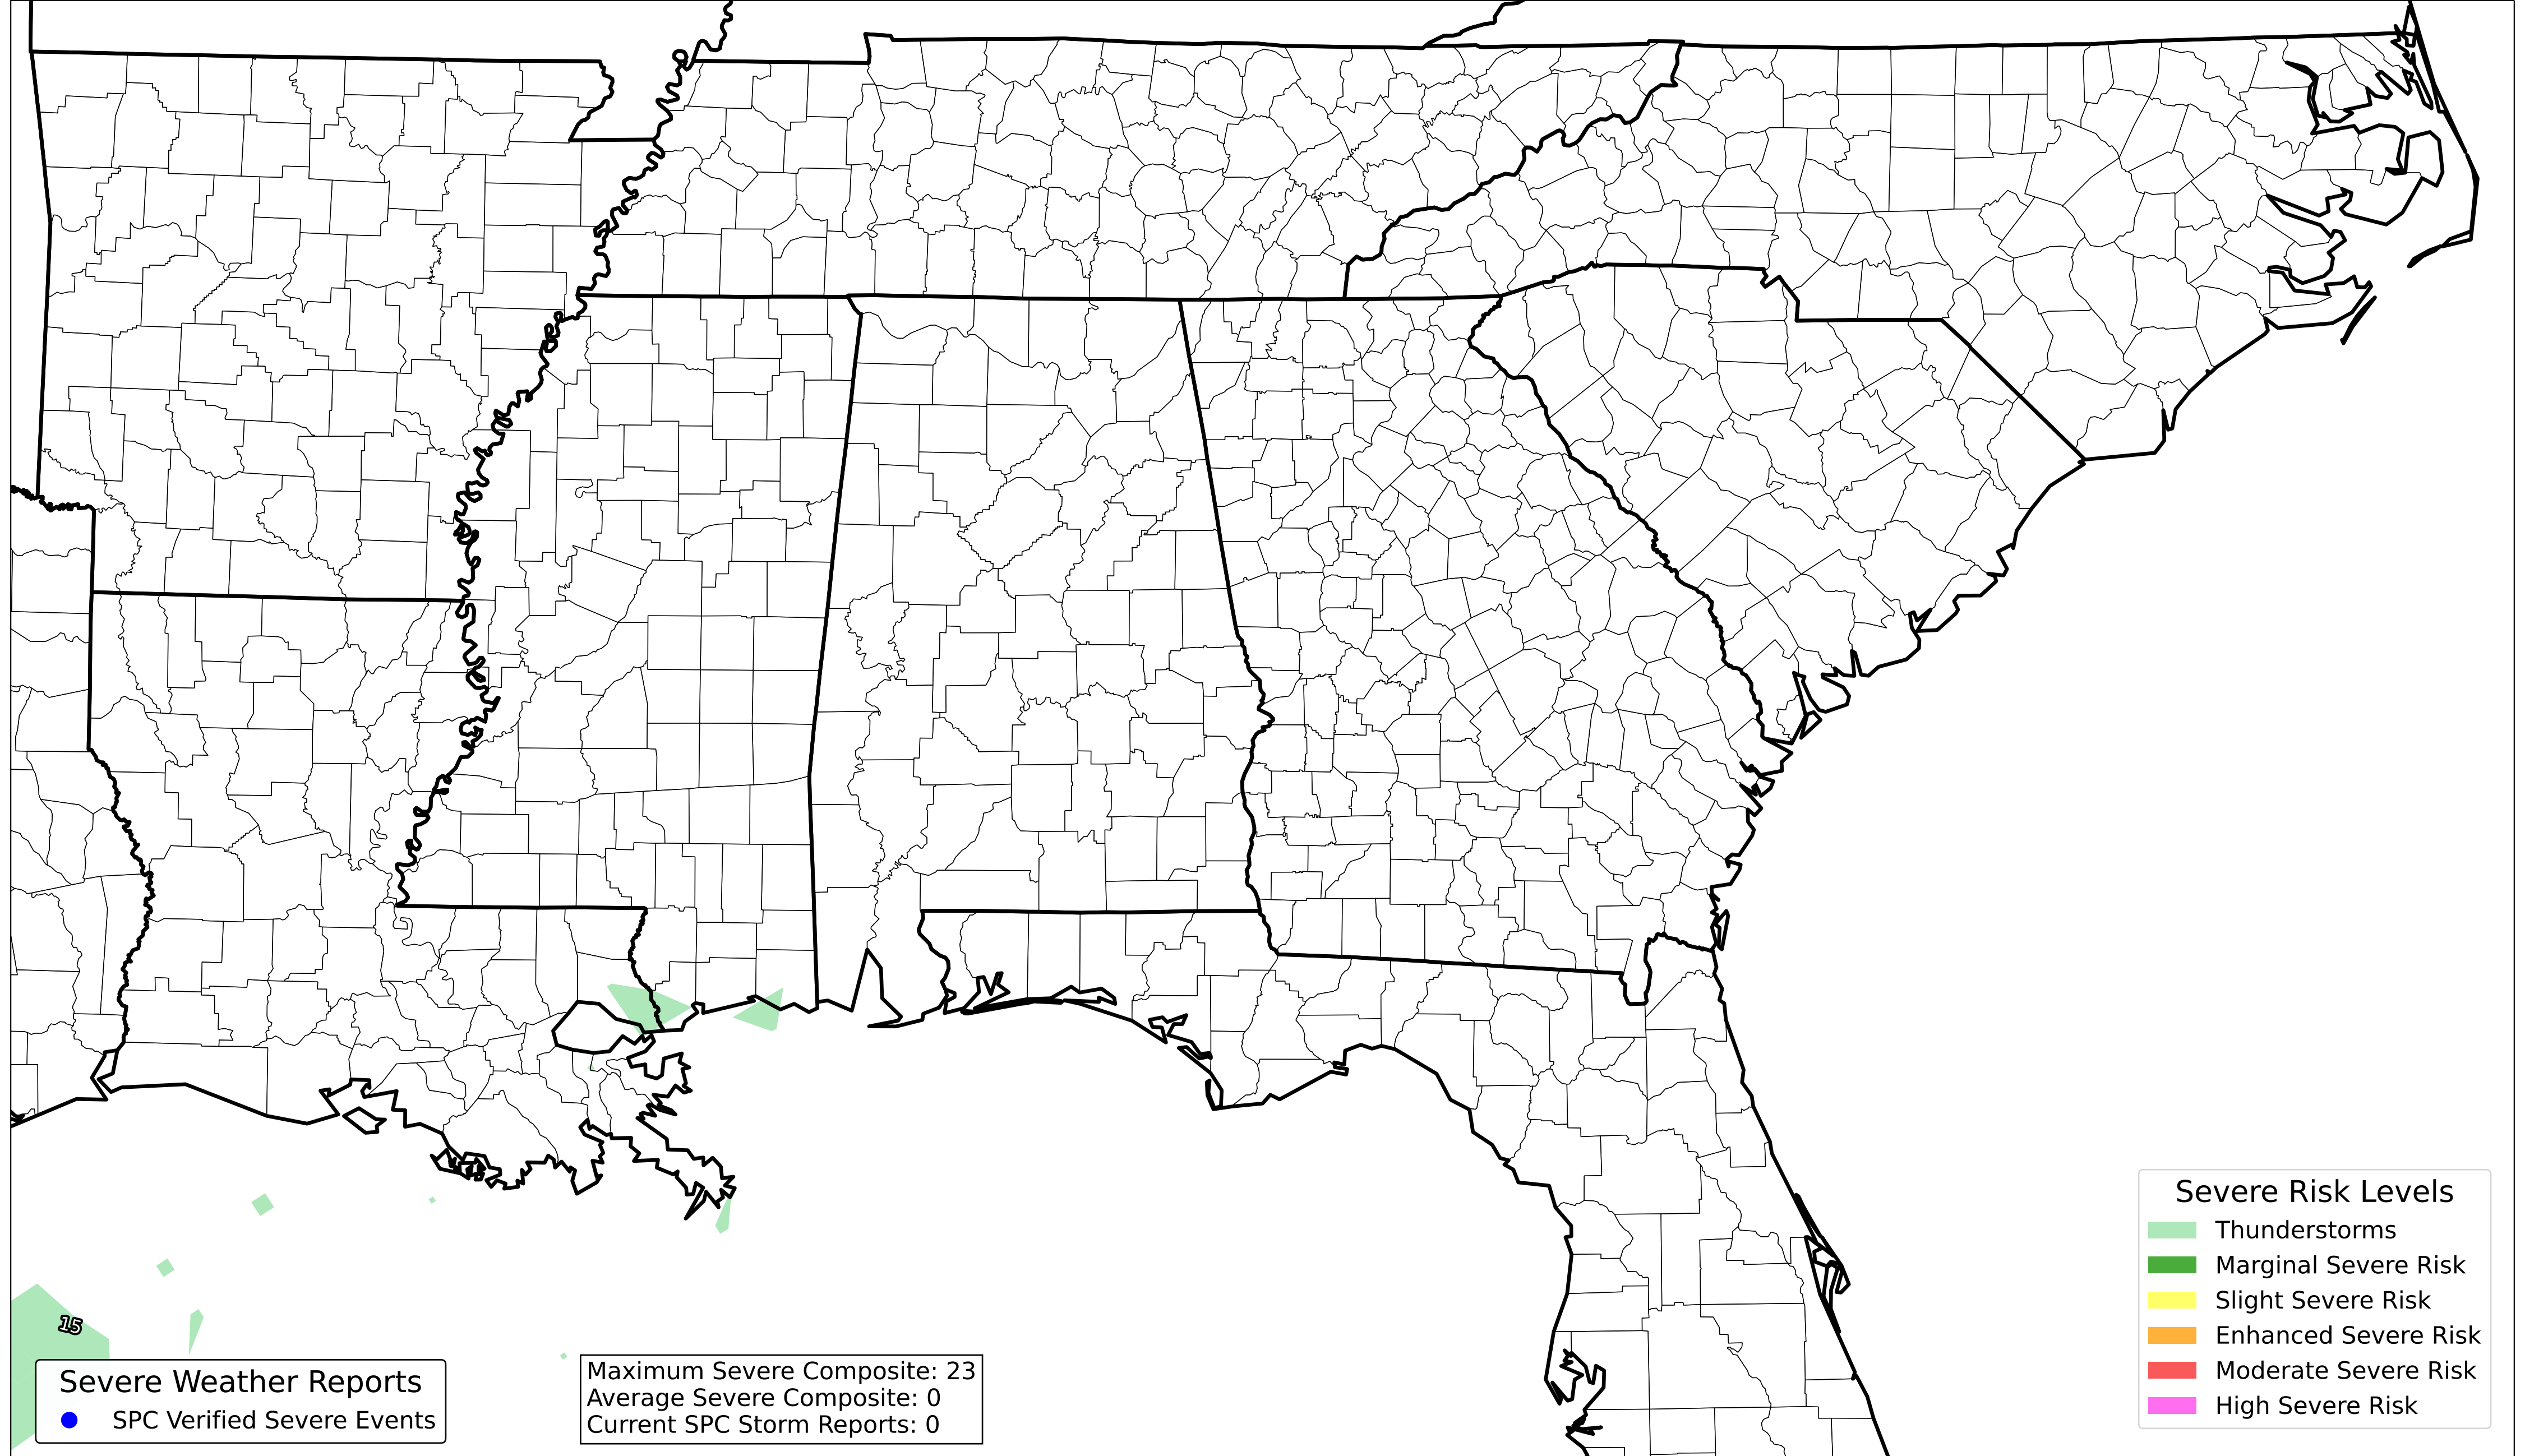 15
Severe Weather Reports
SPC Verified Severe Events
Maximum Severe Composite: 23
Average Severe Composite: 0
Current SPC Storm Reports: 0
Severe Risk Levels
Thunderstorms
Marginal Severe Risk
Slight Severe Risk
Enhanced Severe Risk
Moderate Severe Risk
High Severe Risk